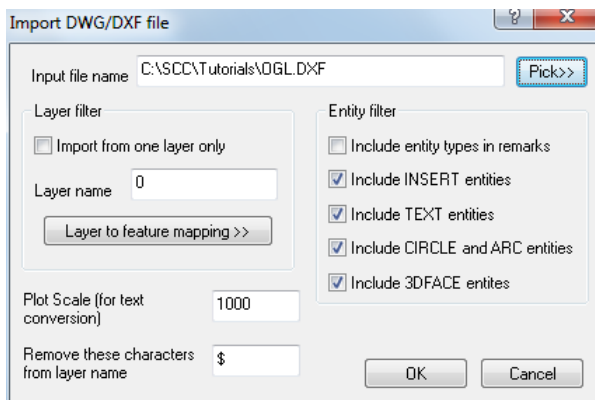 Import DWG/DXF file
? X
Input file name C:\SCC\Tutorials\OGL.DXF Pick>>
Layer filter
Import from one layer only
Layer name 0
Layer to feature mapping >>
Entity filter
Include entity types in remarks
Include INSERT entities
Include TEXT entities
Include CIRCLE and ARC entities
Include 3DFACE entites
Plot Scale (for text
conversion) 1000
Remove these characters
from layer name $
OK Cancel